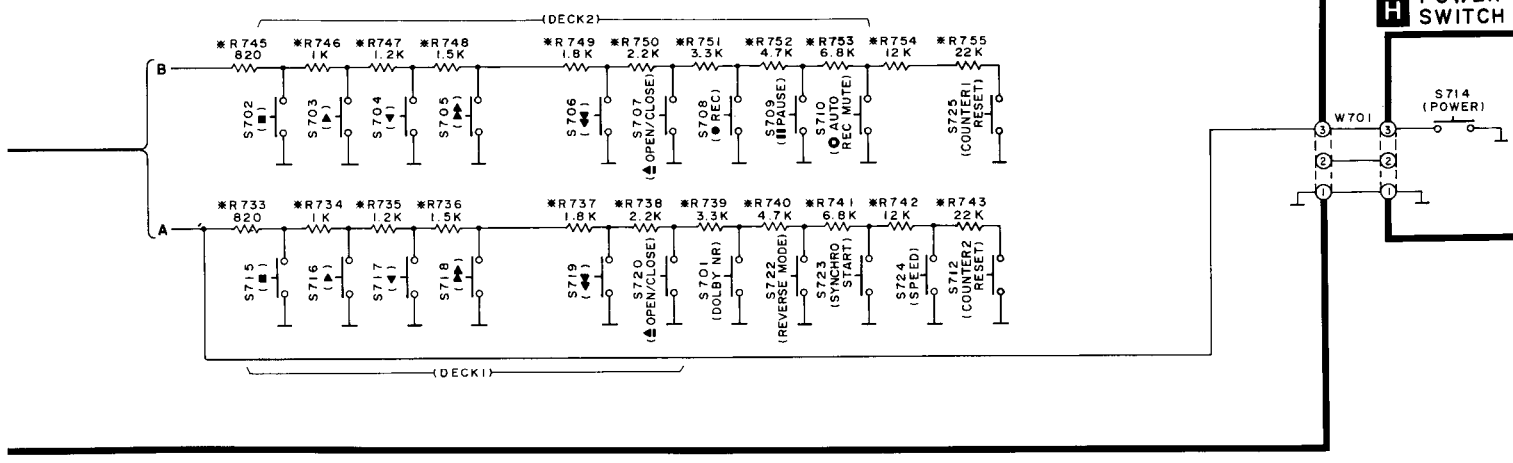 H POWER
SWITCH
(DECK2)
※R745 ※R746 ※R747 ※R748 ※R749 ※R750 ※R751 ※R752 ※R753 ※R754 ※R755
820 1K 1.2K 1.5K 1.8K 2.2K 3.3K 4.7K 6.8K 12K 22K
B
S702
(■)
S703
(▲)
S704
(▼)
S705
(▲▲)
S706
(◀◀)
S707
(⏏OPEN/CLOSE)
S708
(●REC)
S709
(❚❚PAUSE)
S710
(○AUTO
REC MUTE)
S725
(COUNTER1
RESET)
S714
(POWER)
3 W701 3
2 2
1 1
※R733 ※R734 ※R735 ※R736 ※R737 ※R738 ※R739 ※R740 ※R741 ※R742 ※R743
820 1K 1.2K 1.5K 1.8K 2.2K 3.3K 4.7K 6.8K 12K 22K
A
S715
(■)
S716
(▲)
S717
(▼)
S718
(▲▲)
S719
(◀◀)
S720
(⏏OPEN/CLOSE)
S701
(DOLBY NR)
S722
(REVERSE MODE)
S723
(SYNCHRO
START)
S724
(SPEED)
S712
(COUNTER2
RESET)
(DECK1)